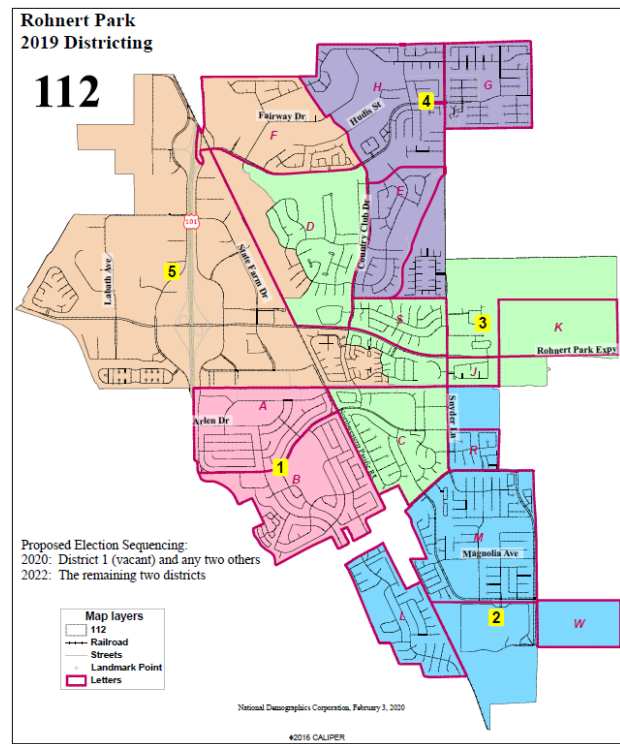 Rohnert Park
2019 Districting
112
H
G
4
Fairway Dr
Hudis St
F
E
D
Country Club Dr
101
5
Labath Ave
State Farm Dr
S
3
K
Rohnert Park Expy
J
A
Snyder Ln
Arlen Dr
C
R
1
B
M
Magnolia Ave
Proposed Election Sequencing:
2020: District 1 (vacant) and any two others
2022: The remaining two districts
L
2
W
Map layers
112
Railroad
Streets
Landmark Point
Letters
National Demographics Corporation, February 3, 2020
©2016 CALIPER